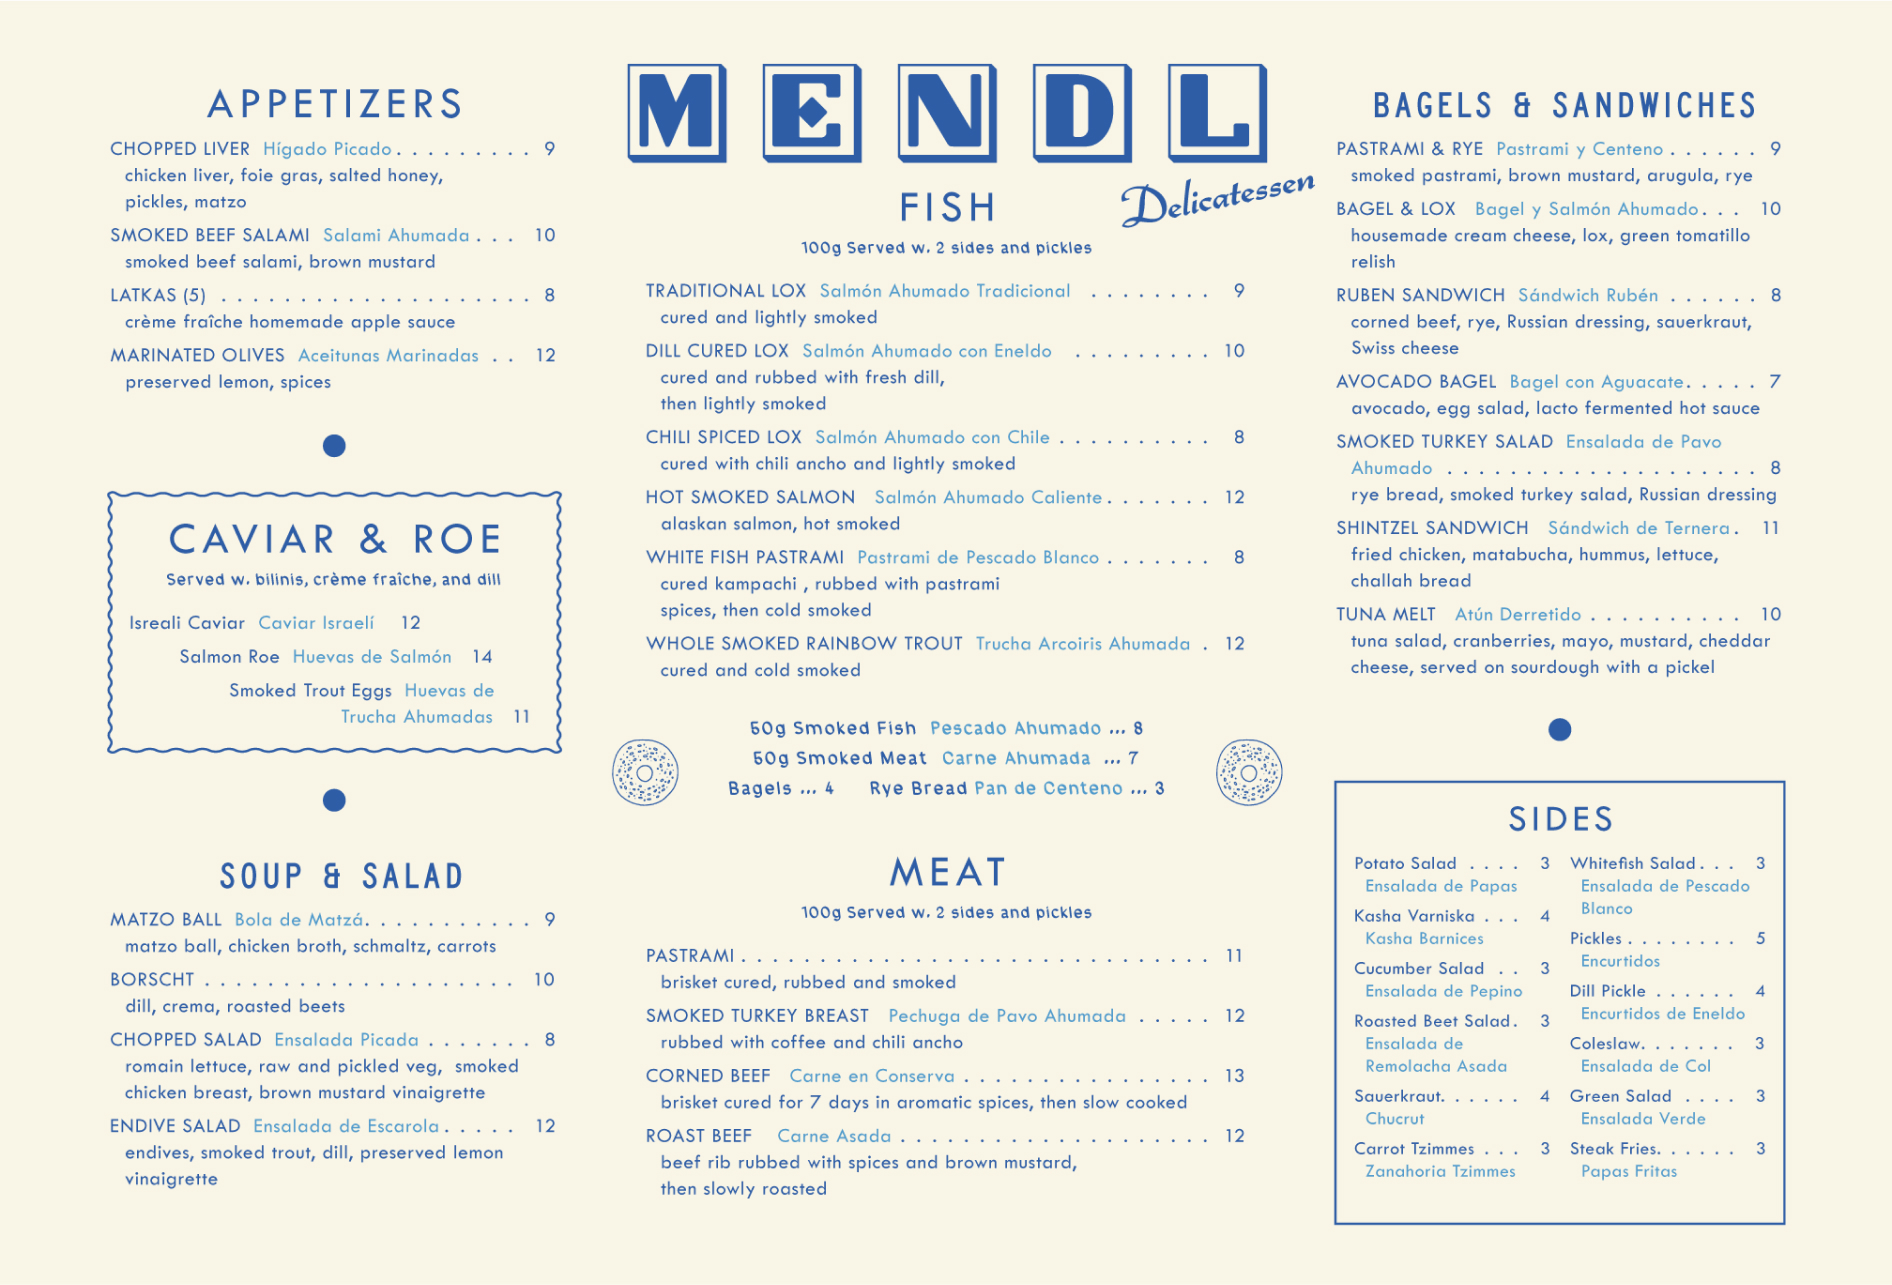 APPETIZERS
CHOPPED LIVER Hígado Picado . . . . . . . . . 9
chicken liver, foie gras, salted honey,
pickles, matzo
SMOKED BEEF SALAMI Salami Ahumada . . . 10
smoked beef salami, brown mustard
LATKAS (5) . . . . . . . . . . . . . . . . . . . . 8
crème fraîche homemade apple sauce
MARINATED OLIVES Aceitunas Marinadas . . 12
preserved lemon, spices
CAVIAR & ROE
Served w. bilinis, crème fraîche, and dill
Isreali Caviar Caviar Israelí 12
Salmon Roe Huevas de Salmón 14
Smoked Trout Eggs Huevas de
Trucha Ahumadas 11
SOUP & SALAD
MATZO BALL Bola de Matzá. . . . . . . . . . . 9
matzo ball, chicken broth, schmaltz, carrots
BORSCHT . . . . . . . . . . . . . . . . . . . . 10
dill, crema, roasted beets
CHOPPED SALAD Ensalada Picada . . . . . . . 8
romain lettuce, raw and pickled veg, smoked
chicken breast, brown mustard vinaigrette
ENDIVE SALAD Ensalada de Escarola . . . . . 12
endives, smoked trout, dill, preserved lemon
vinaigrette
MENDL
Delicatessen
FISH
100g Served w. 2 sides and pickles
TRADITIONAL LOX Salmón Ahumado Tradicional . . . . . . . . 9
cured and lightly smoked
DILL CURED LOX Salmón Ahumado con Eneldo . . . . . . . . . 10
cured and rubbed with fresh dill,
then lightly smoked
CHILI SPICED LOX Salmón Ahumado con Chile . . . . . . . . . . 8
cured with chili ancho and lightly smoked
HOT SMOKED SALMON Salmón Ahumado Caliente . . . . . . . 12
alaskan salmon, hot smoked
WHITE FISH PASTRAMI Pastrami de Pescado Blanco . . . . . . . 8
cured kampachi , rubbed with pastrami
spices, then cold smoked
WHOLE SMOKED RAINBOW TROUT Trucha Arcoiris Ahumada . 12
cured and cold smoked
50g Smoked Fish Pescado Ahumado ... 8
50g Smoked Meat Carne Ahumada ... 7
Bagels ... 4 Rye Bread Pan de Centeno ... 3
MEAT
100g Served w. 2 sides and pickles
PASTRAMI . . . . . . . . . . . . . . . . . . . . . . . . . . . . . . 11
brisket cured, rubbed and smoked
SMOKED TURKEY BREAST Pechuga de Pavo Ahumada . . . . . 12
rubbed with coffee and chili ancho
CORNED BEEF Carne en Conserva . . . . . . . . . . . . . . . . 13
brisket cured for 7 days in aromatic spices, then slow cooked
ROAST BEEF Carne Asada . . . . . . . . . . . . . . . . . . . . 12
beef rib rubbed with spices and brown mustard,
then slowly roasted
BAGELS & SANDWICHES
PASTRAMI & RYE Pastrami y Centeno . . . . . . 9
smoked pastrami, brown mustard, arugula, rye
BAGEL & LOX Bagel y Salmón Ahumado . . . 10
housemade cream cheese, lox, green tomatillo
relish
RUBEN SANDWICH Sándwich Rubén . . . . . . 8
corned beef, rye, Russian dressing, sauerkraut,
Swiss cheese
AVOCADO BAGEL Bagel con Aguacate. . . . . 7
avocado, egg salad, lacto fermented hot sauce
SMOKED TURKEY SALAD Ensalada de Pavo
Ahumado . . . . . . . . . . . . . . . . . . . . 8
rye bread, smoked turkey salad, Russian dressing
SHINTZEL SANDWICH Sándwich de Ternera . 11
fried chicken, matabucha, hummus, lettuce,
challah bread
TUNA MELT Atún Derretido . . . . . . . . . . 10
tuna salad, cranberries, mayo, mustard, cheddar
cheese, served on sourdough with a pickel
SIDES
Potato Salad . . . . 3
Ensalada de Papas
Kasha Varniska . . . 4
Kasha Barnices
Cucumber Salad . . 3
Ensalada de Pepino
Roasted Beet Salad . 3
Ensalada de
Remolacha Asada
Sauerkraut. . . . . . 4
Chucrut
Carrot Tzimmes . . . 3
Zanahoria Tzimmes
Whitefish Salad . . . 3
Ensalada de Pescado
Blanco
Pickles . . . . . . . . 5
Encurtidos
Dill Pickle . . . . . . 4
Encurtidos de Eneldo
Coleslaw. . . . . . . 3
Ensalada de Col
Green Salad . . . . 3
Ensalada Verde
Steak Fries. . . . . . 3
Papas Fritas